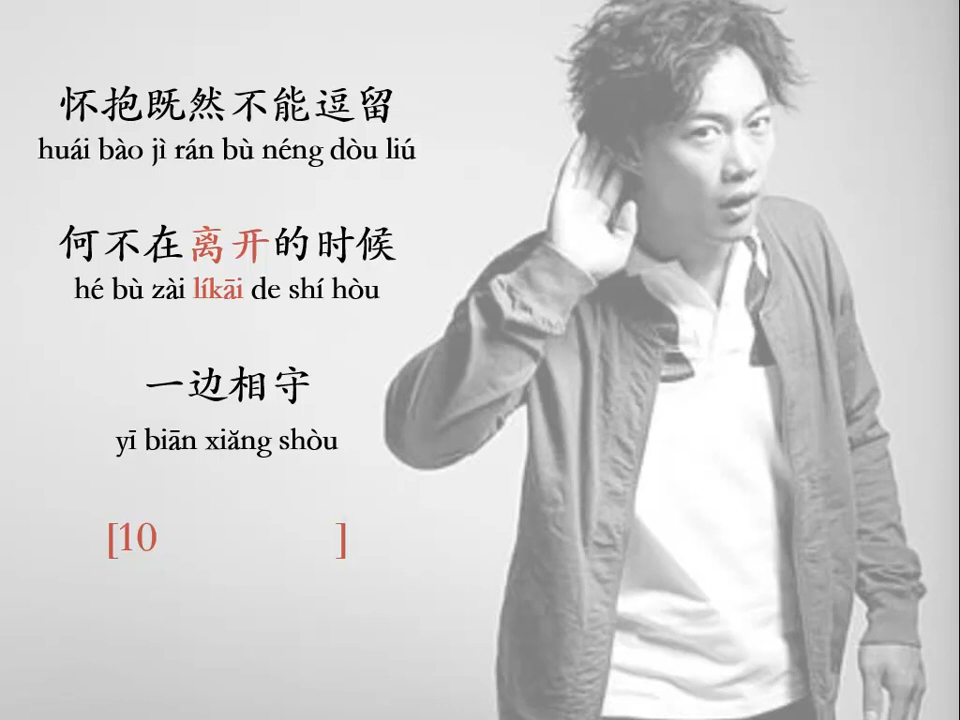 怀抱既然不能逗留
huái bào jì rán bù néng dòu liú
何不在离开的时候
hé bù zài líkāi de shí hòu
一边相守
yī biān xiăng shòu
[10 ]